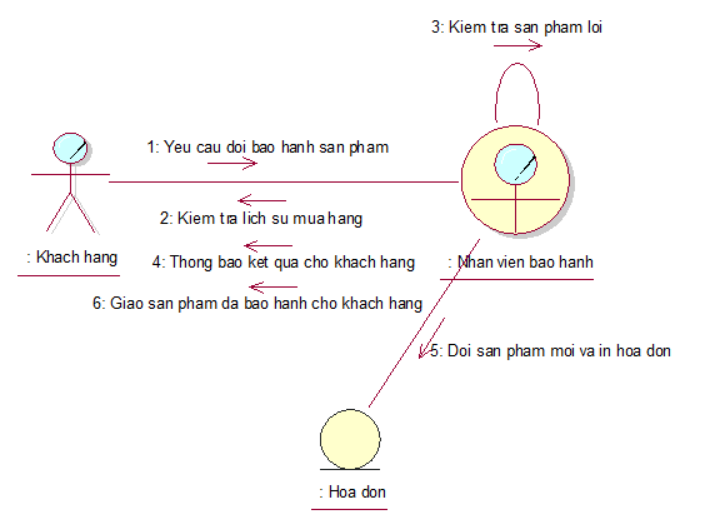 3: Kiem tra san pham loi
1: Yeu cau doi bao hanh san pham
2: Kiem tra lich su mua hang
: Khach hang
4: Thong bao ket qua cho khach hang
: Nhan vien bao hanh
6: Giao san pham da bao hanh cho khach hang
5: Doi san pham moi va in hoa don
: Hoa don